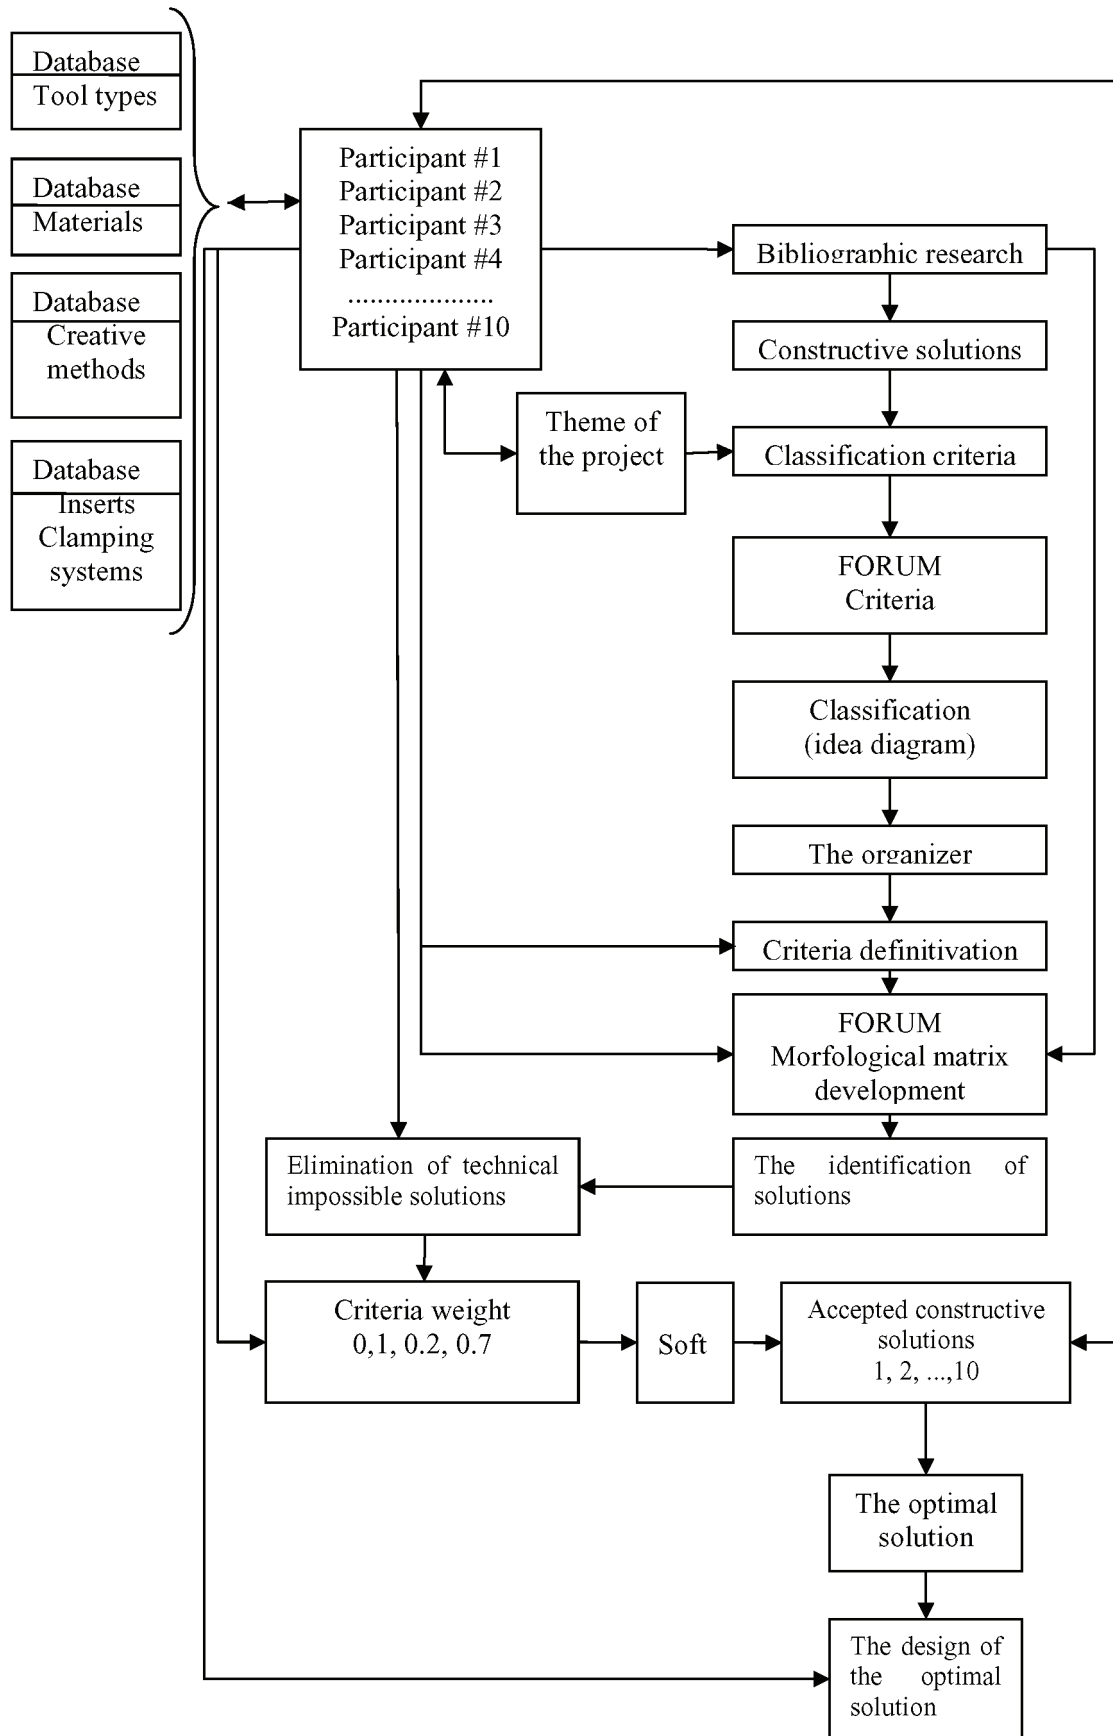 Database
Tool types
Database
Materials
Database
Creative
methods
Database
Inserts
Clamping
systems
Participant #1
Participant #2
Participant #3
Participant #4
.....................
Participant #10
Theme of
the project
Bibliographic research
Constructive solutions
Classification criteria
FORUM
Criteria
Classification
(idea diagram)
The organizer
Criteria definitivation
FORUM
Morfological matrix
development
The identification of
solutions
Elimination of technical
impossible solutions
Criteria weight
0,1, 0.2, 0.7
Soft
Accepted constructive
solutions
1, 2, ...,10
The optimal
solution
The design of
the optimal
solution